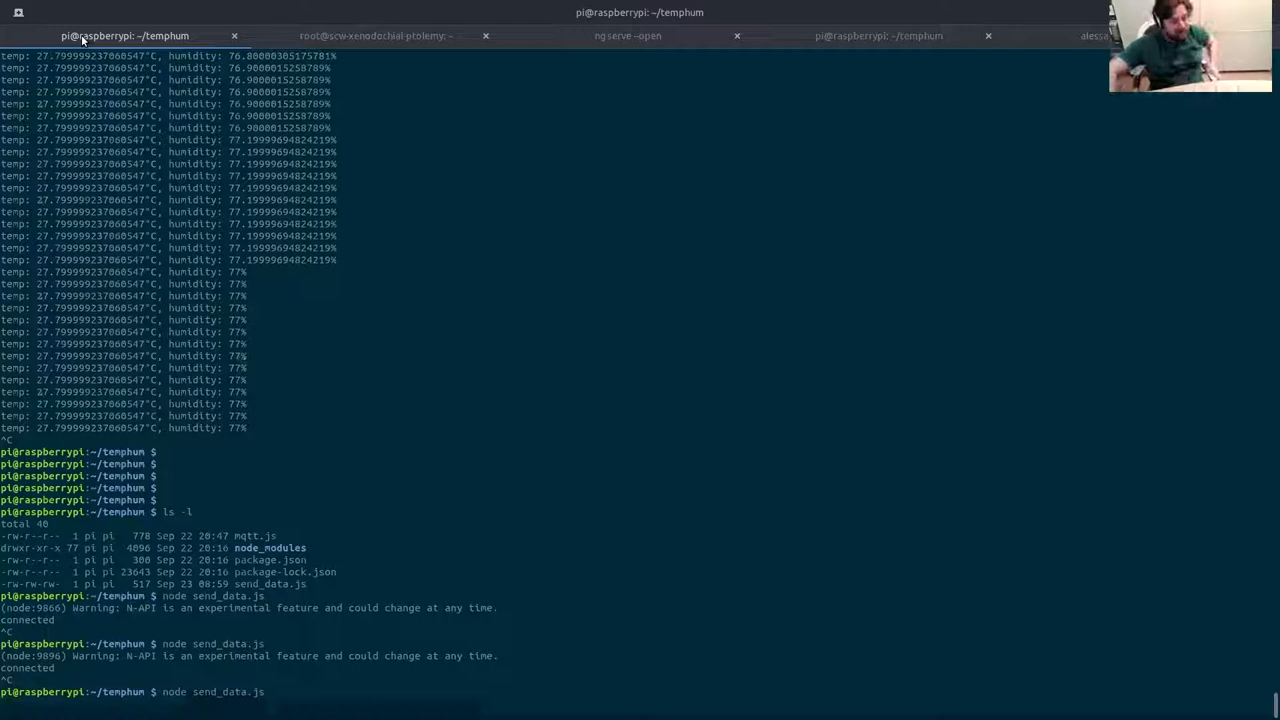 pi@raspberrypi: ~/temphum
pi@raspberrypi: ~/temphum
root@scw-xenodochial-ptolemy: ~
ng serve --open
pi@raspberrypi: ~/temphum
alessa
temp: 27.799999237060547°C, humidity: 76.80000305175781%
temp: 27.799999237060547°C, humidity: 76.9000015258789%
temp: 27.799999237060547°C, humidity: 76.9000015258789%
temp: 27.799999237060547°C, humidity: 76.9000015258789%
temp: 27.799999237060547°C, humidity: 76.9000015258789%
temp: 27.799999237060547°C, humidity: 76.9000015258789%
temp: 27.799999237060547°C, humidity: 76.9000015258789%
temp: 27.799999237060547°C, humidity: 77.19999694824219%
temp: 27.799999237060547°C, humidity: 77.19999694824219%
temp: 27.799999237060547°C, humidity: 77.19999694824219%
temp: 27.799999237060547°C, humidity: 77.19999694824219%
temp: 27.799999237060547°C, humidity: 77.19999694824219%
temp: 27.799999237060547°C, humidity: 77.19999694824219%
temp: 27.799999237060547°C, humidity: 77.19999694824219%
temp: 27.799999237060547°C, humidity: 77.19999694824219%
temp: 27.799999237060547°C, humidity: 77.19999694824219%
temp: 27.799999237060547°C, humidity: 77.19999694824219%
temp: 27.799999237060547°C, humidity: 77.19999694824219%
temp: 27.799999237060547°C, humidity: 77%
temp: 27.799999237060547°C, humidity: 77%
temp: 27.799999237060547°C, humidity: 77%
temp: 27.799999237060547°C, humidity: 77%
temp: 27.799999237060547°C, humidity: 77%
temp: 27.799999237060547°C, humidity: 77%
temp: 27.799999237060547°C, humidity: 77%
temp: 27.799999237060547°C, humidity: 77%
temp: 27.799999237060547°C, humidity: 77%
temp: 27.799999237060547°C, humidity: 77%
temp: 27.799999237060547°C, humidity: 77%
temp: 27.799999237060547°C, humidity: 77%
temp: 27.799999237060547°C, humidity: 77%
temp: 27.799999237060547°C, humidity: 77%
^C
pi@raspberrypi:~/temphum $
pi@raspberrypi:~/temphum $
pi@raspberrypi:~/temphum $
pi@raspberrypi:~/temphum $
pi@raspberrypi:~/temphum $
pi@raspberrypi:~/temphum $ ls -l
total 40
-rw-r--r-- 1 pi pi 778 Sep 22 20:47 mqtt.js
drwxr-xr-x 77 pi pi 4096 Sep 22 20:16 node_modules
-rw-r--r-- 1 pi pi 300 Sep 22 20:16 package.json
-rw-r--r-- 1 pi pi 23643 Sep 22 20:16 package-lock.json
-rw-rw-rw- 1 pi pi 517 Sep 23 08:59 send_data.js
pi@raspberrypi:~/temphum $ node send_data.js
(node:9866) Warning: N-API is an experimental feature and could change at any time.
connected
^C
pi@raspberrypi:~/temphum $ node send_data.js
(node:9896) Warning: N-API is an experimental feature and could change at any time.
connected
^C
pi@raspberrypi:~/temphum $ node send_data.js